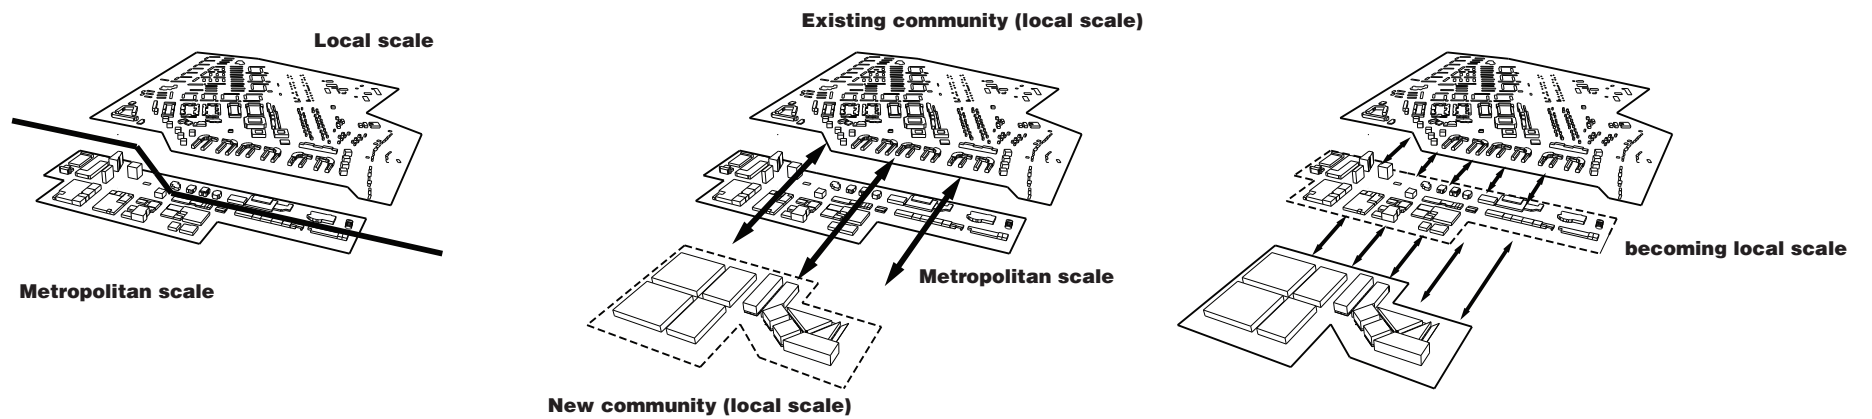 Local scale
Metropolitan scale
Existing community (local scale)
Metropolitan scale
New community (local scale)
becoming local scale